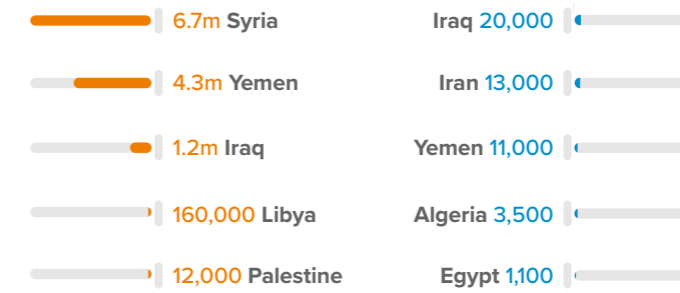 6.7m Syria
Iraq 20,000
4.3m Yemen
Iran 13,000
1.2m Iraq
Yemen 11,000
160,000 Libya
Algeria 3,500
12,000 Palestine
Egypt 1,100